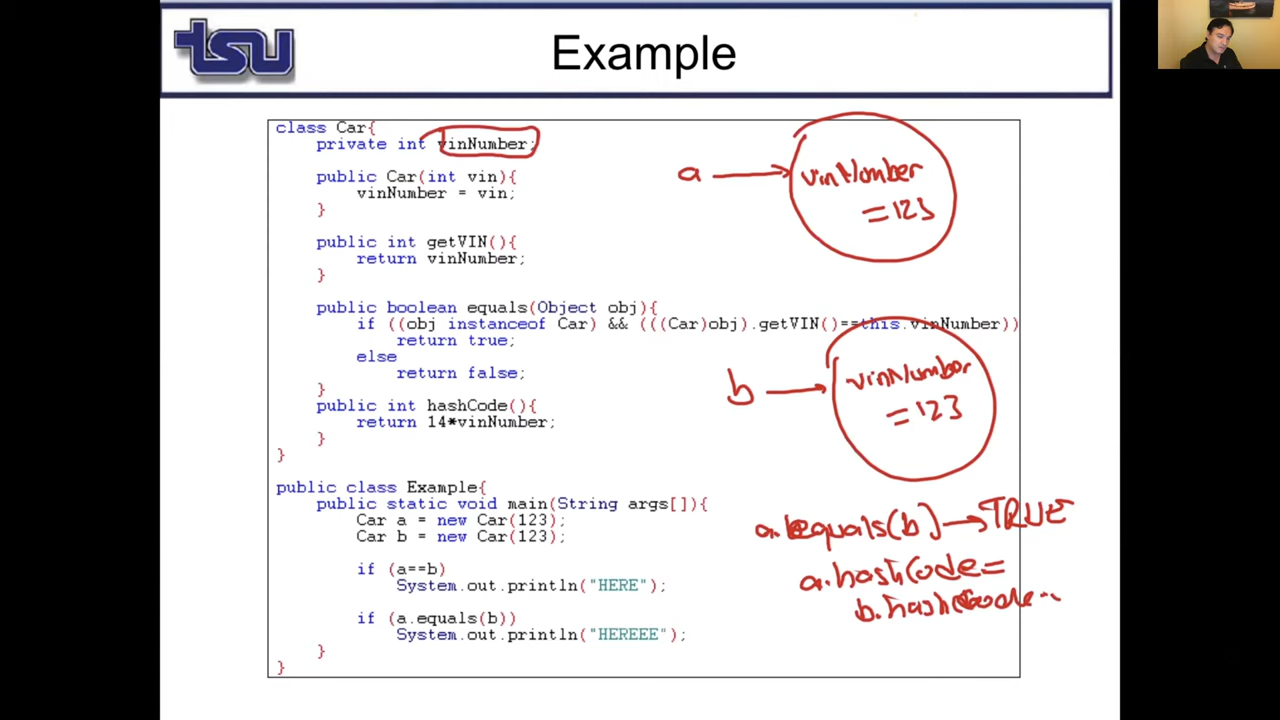 tsu
Example
class Car{
private int vinNumber;
public Car(int vin){
vinNumber = vin;
}
public int getVIN(){
return vinNumber;
}
public boolean equals(Object obj){
if ((obj instanceof Car) && (((Car)obj).getVIN()==this.vinNumber))
return true;
else
return false;
}
public int hashCode(){
return 14*vinNumber;
}
}
public class Example{
public static void main(String args[]){
Car a = new Car(123);
Car b = new Car(123);
if (a==b)
System.out.println("HERE");
if (a.equals(b))
System.out.println("HEREEE");
}
}
a
vinNumber
=123
b
vinNumber
=123
a.equals(b) → TRUE
a.hashCode =
b.hashCode